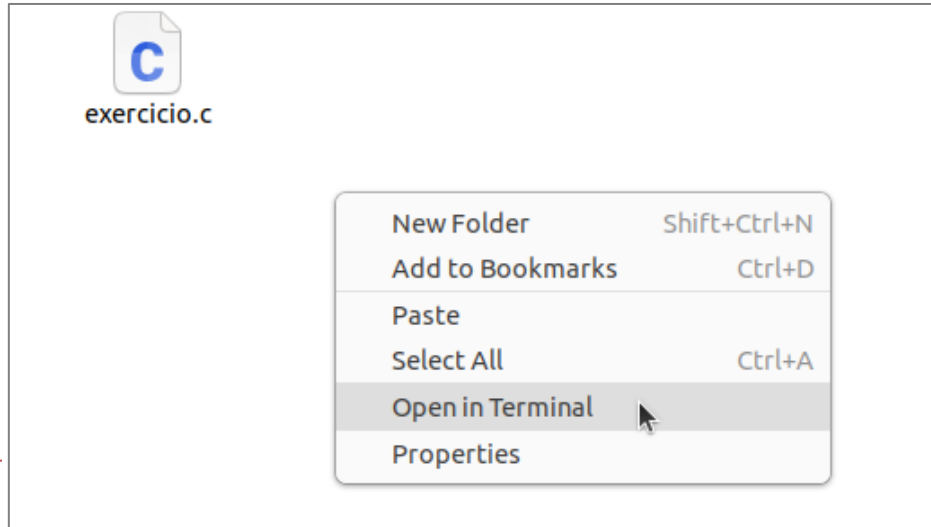 C
exercicio.c
New Folder Shift+Ctrl+N
Add to Bookmarks Ctrl+D
Paste
Select All Ctrl+A
Open in Terminal
Properties